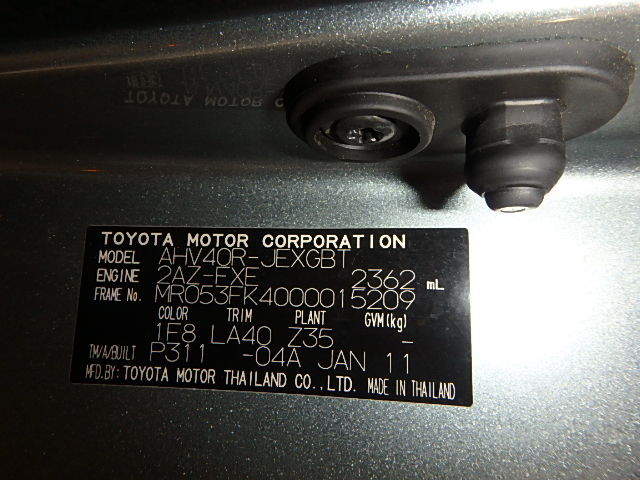 TOYOTA MOTOR CORPORATION
MODEL AHV40R-JEXGBT
ENGINE 2AZ-FXE 2362 mL
FRAME No. MR053FK4000015209
COLOR TRIM PLANT GVM(kg)
1E8 LA40 Z35 -
TM/A/BUILT P311 -04A JAN 11
MFD.BY: TOYOTA MOTOR THAILAND CO.,LTD. MADE IN THAILAND